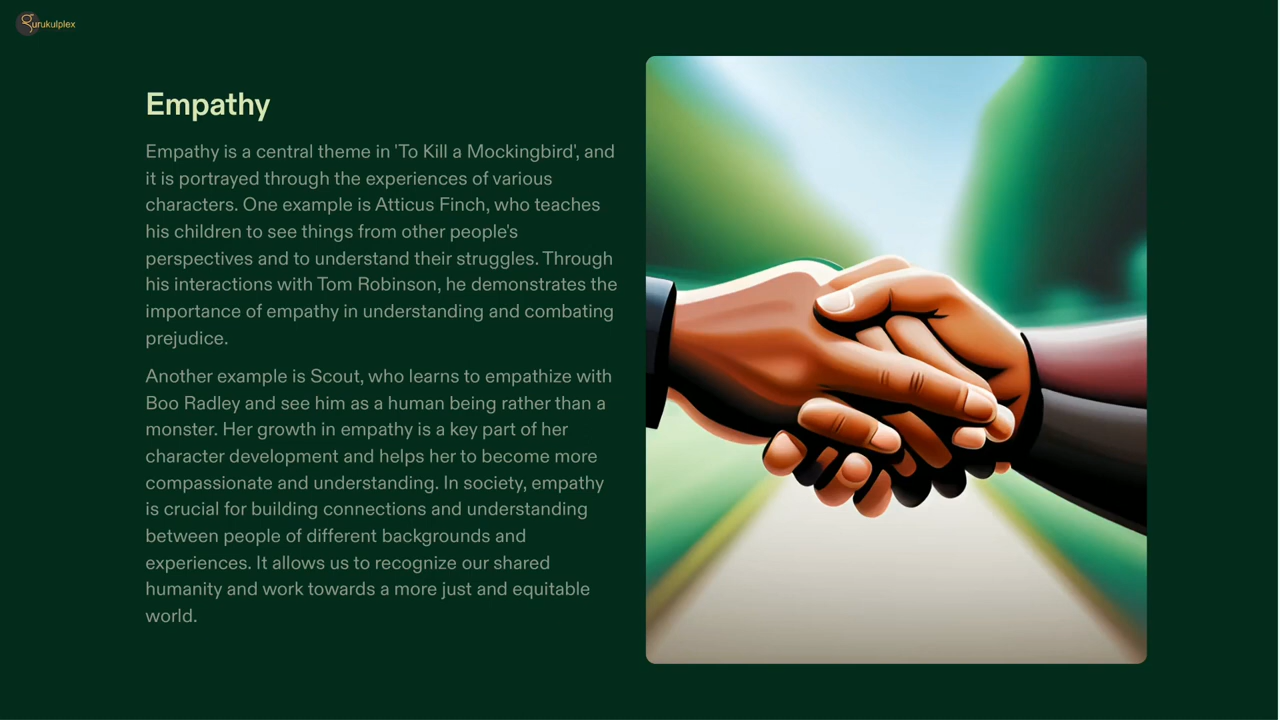 gurukulplex
Empathy
Empathy is a central theme in 'To Kill a Mockingbird', and
it is portrayed through the experiences of various
characters. One example is Atticus Finch, who teaches
his children to see things from other people's
perspectives and to understand their struggles. Through
his interactions with Tom Robinson, he demonstrates the
importance of empathy in understanding and combating
prejudice.
Another example is Scout, who learns to empathize with
Boo Radley and see him as a human being rather than a
monster. Her growth in empathy is a key part of her
character development and helps her to become more
compassionate and understanding. In society, empathy
is crucial for building connections and understanding
between people of different backgrounds and
experiences. It allows us to recognize our shared
humanity and work towards a more just and equitable
world.